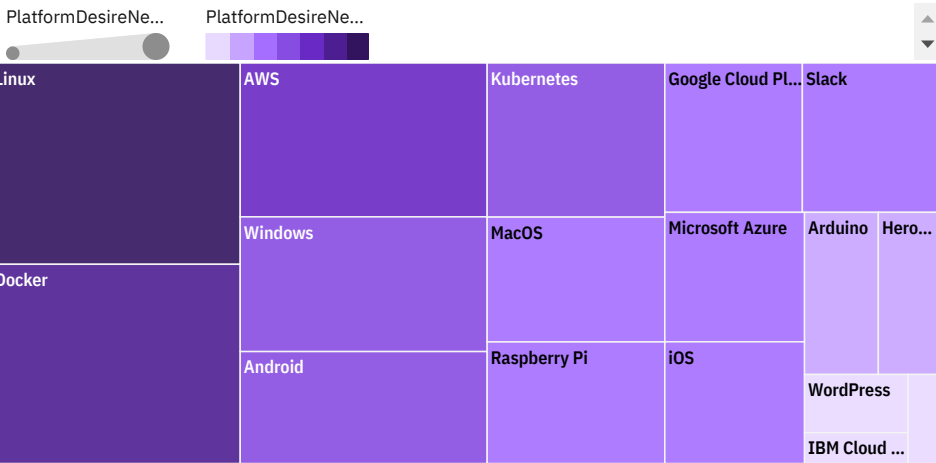 PlatformDesireNe... PlatformDesireNe...
Linux
AWS
Kubernetes
Google Cloud Pl...
Slack
Windows
MacOS
Microsoft Azure
Arduino
Hero...
Docker
Android
Raspberry Pi
iOS
WordPress
IBM Cloud ...